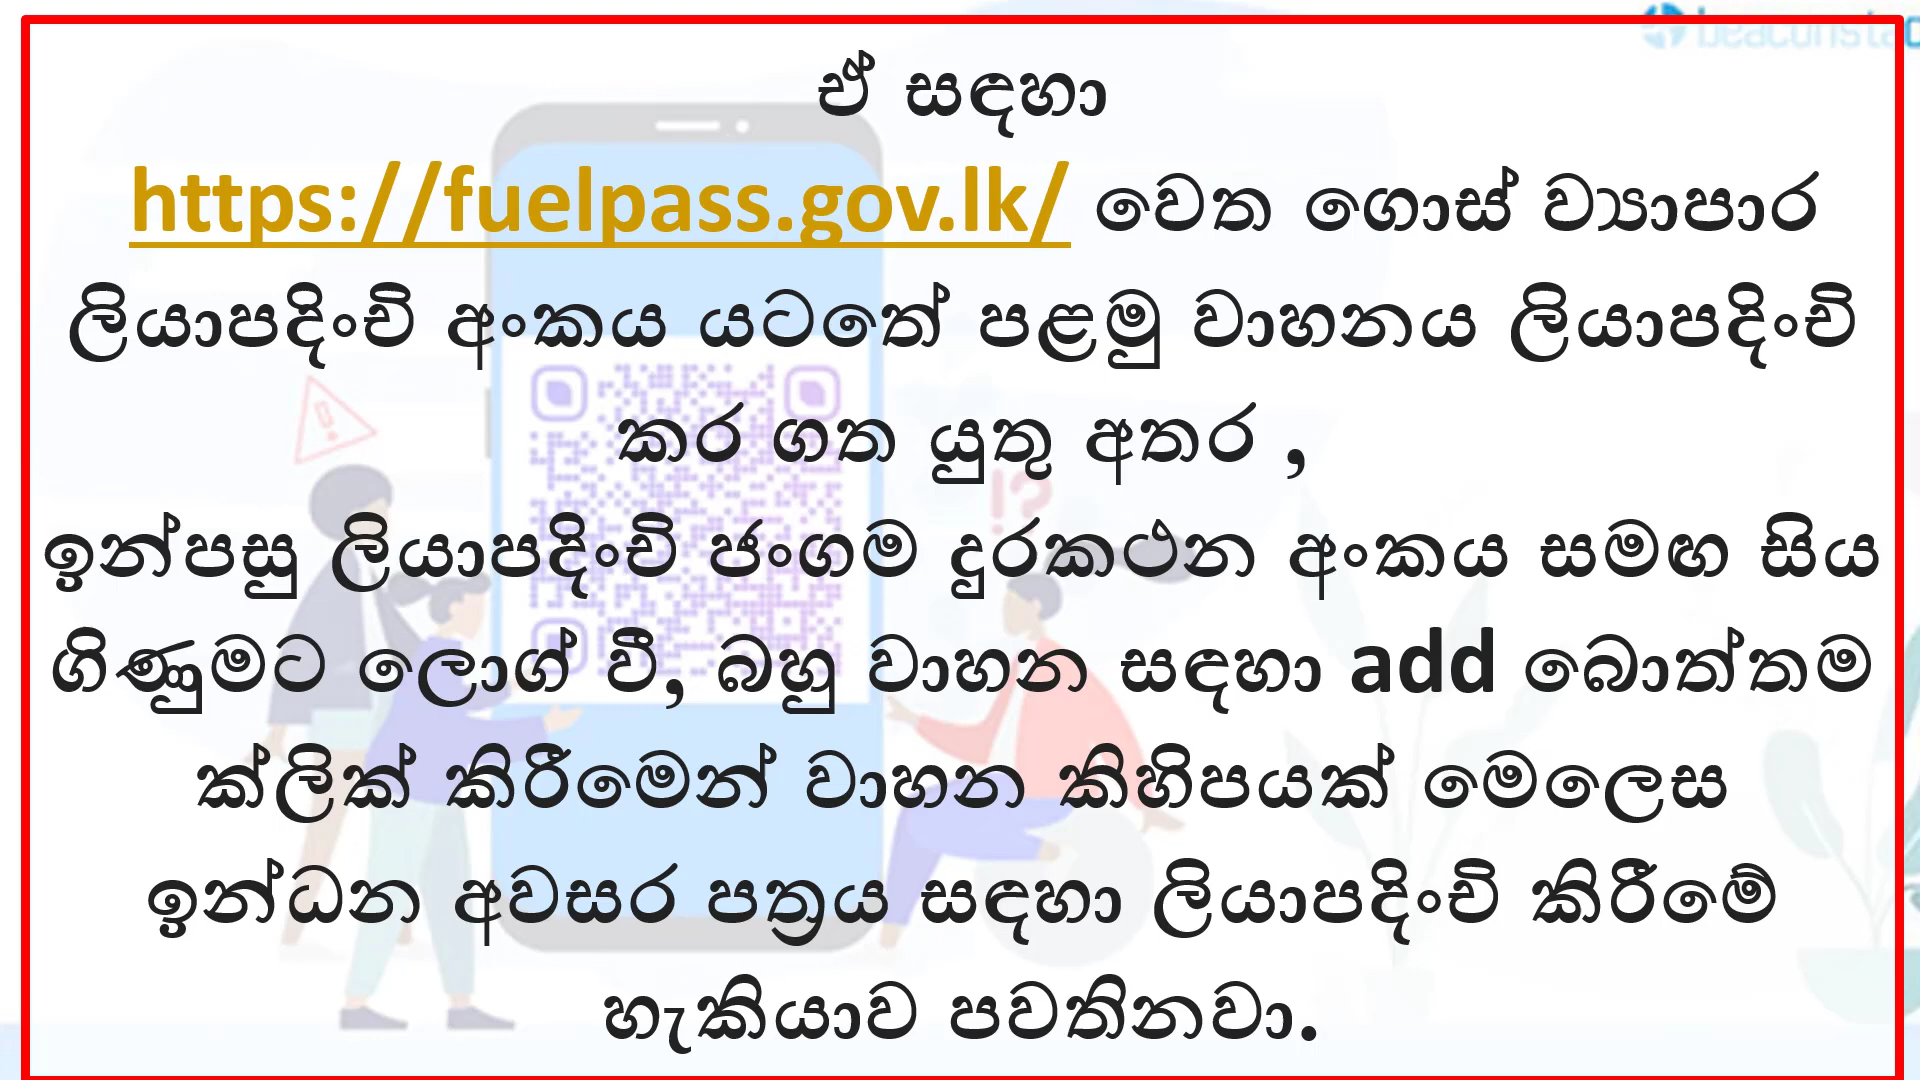 beaconstac
ඒ සඳහා
https://fuelpass.gov.lk/ වෙත ගොස් ව්‍යාපාර
ලියාපදිංචි අංකය යටතේ පළමු වාහනය ලියාපදිංචි
කර ගත යුතු අතර ,
ඉන්පසු ලියාපදිංචි ජංගම දුරකථන අංකය සමඟ සිය
ගිණුමට ලොග් වී, බහු වාහන සඳහා add බොත්තම
ක්ලික් කිරීමෙන් වාහන කිහිපයක් මෙලෙස
ඉන්ධන අවසර පත්‍රය සඳහා ලියාපදිංචි කිරීමේ
හැකියාව පවතිනවා.